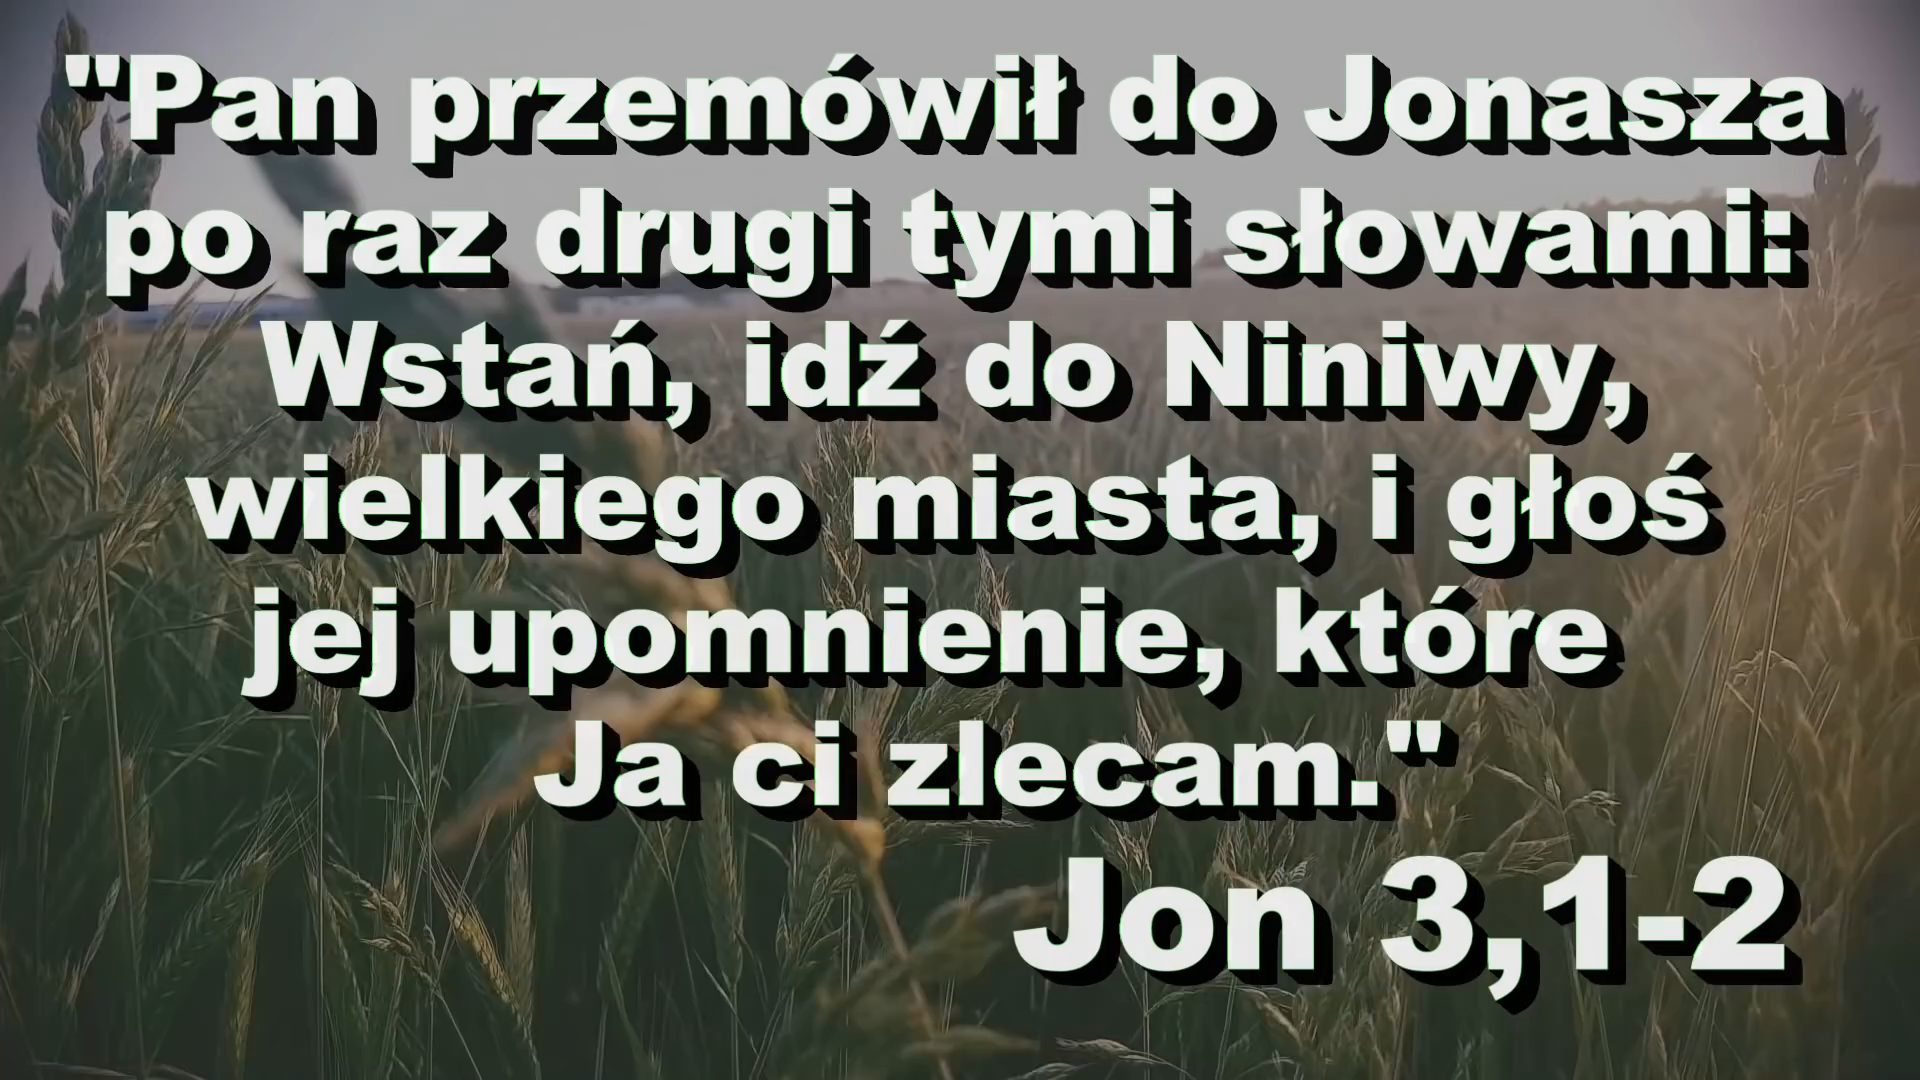 "Pan przemówił do Jonasza
po raz drugi tymi słowami:
Wstań, idź do Niniwy,
wielkiego miasta, i głoś
jej upomnienie, które
Ja ci zlecam."
Jon 3,1-2